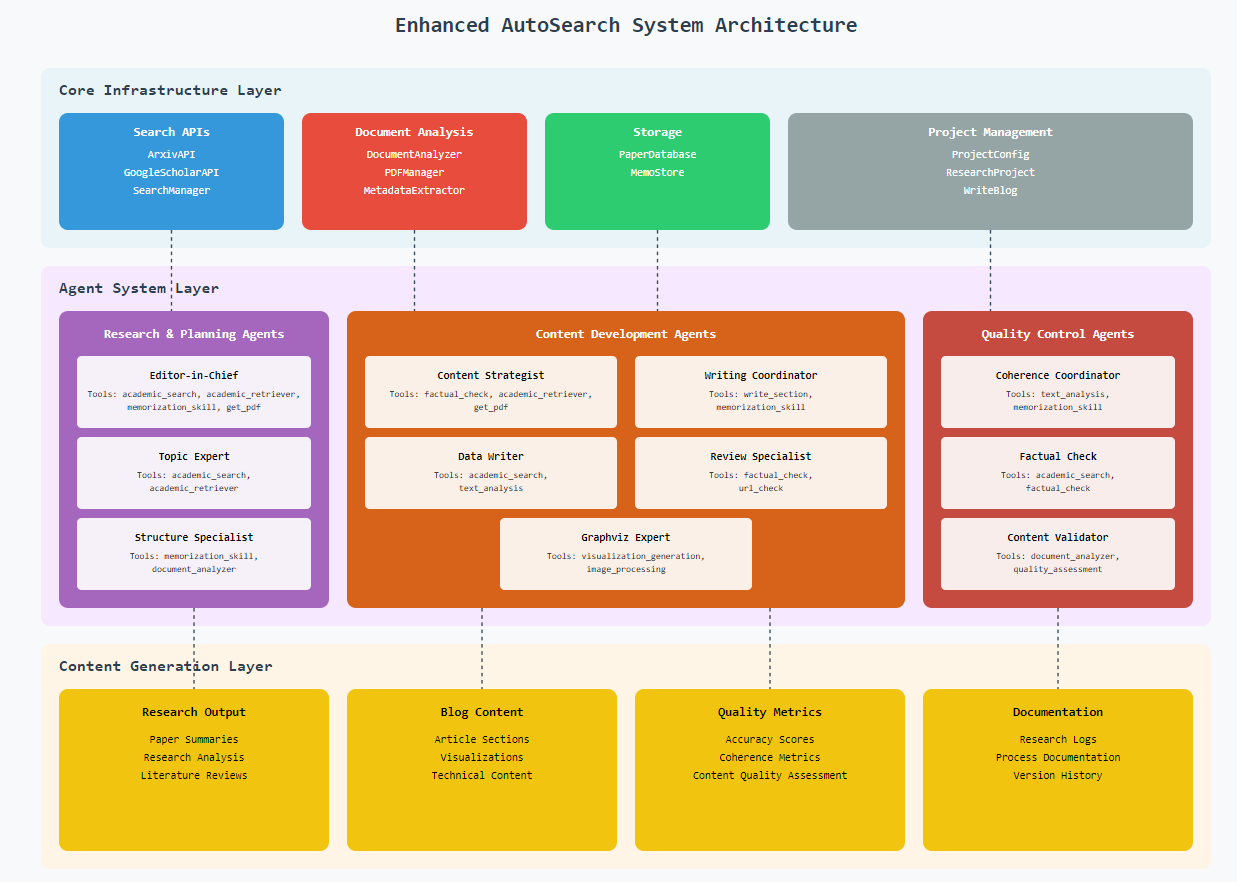 Enhanced AutoSearch System Architecture
Core Infrastructure Layer
Search APIs
ArxivAPI
GoogleScholarAPI
SearchManager
Document Analysis
DocumentAnalyzer
PDFManager
MetadataExtractor
Storage
PaperDatabase
MemoStore
Project Management
ProjectConfig
ResearchProject
WriteBlog
Agent System Layer
Research & Planning Agents
Editor-in-Chief
Tools: academic_search, academic_retriever,
memorization_skill, get_pdf
Topic Expert
Tools: academic_search,
academic_retriever
Structure Specialist
Tools: memorization_skill,
document_analyzer
Content Development Agents
Content Strategist
Tools: factual_check, academic_retriever,
get_pdf
Writing Coordinator
Tools: write_section,
memorization_skill
Data Writer
Tools: academic_search,
text_analysis
Review Specialist
Tools: factual_check,
url_check
Graphviz Expert
Tools: visualization_generation,
image_processing
Quality Control Agents
Coherence Coordinator
Tools: text_analysis,
memorization_skill
Factual Check
Tools: academic_search,
factual_check
Content Validator
Tools: document_analyzer,
quality_assessment
Content Generation Layer
Research Output
Paper Summaries
Research Analysis
Literature Reviews
Blog Content
Article Sections
Visualizations
Technical Content
Quality Metrics
Accuracy Scores
Coherence Metrics
Content Quality Assessment
Documentation
Research Logs
Process Documentation
Version History